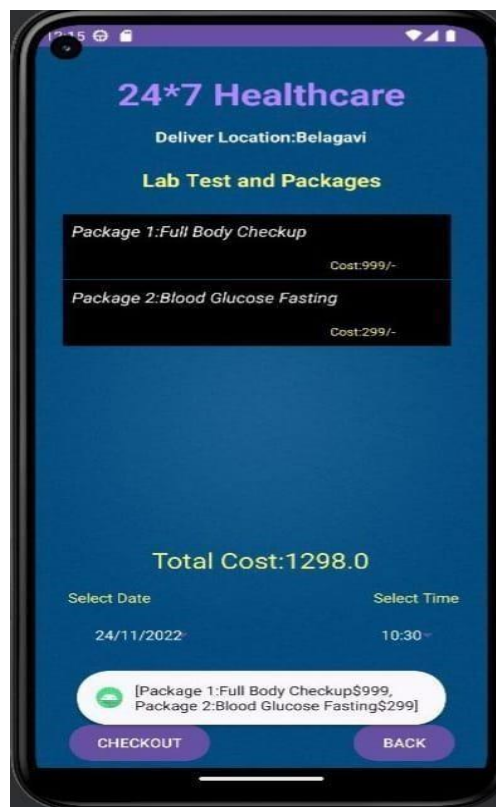 24*7 Healthcare
Deliver Location:Belagavi
Lab Test and Packages
Package 1:Full Body Checkup
Cost:999/-
Package 2:Blood Glucose Fasting
Cost:299/-
Total Cost:1298.0
Select Date Select Time
24/11/2022 10:30
[Package 1:Full Body Checkup$999,
Package 2:Blood Glucose Fasting$299]
CHECKOUT BACK